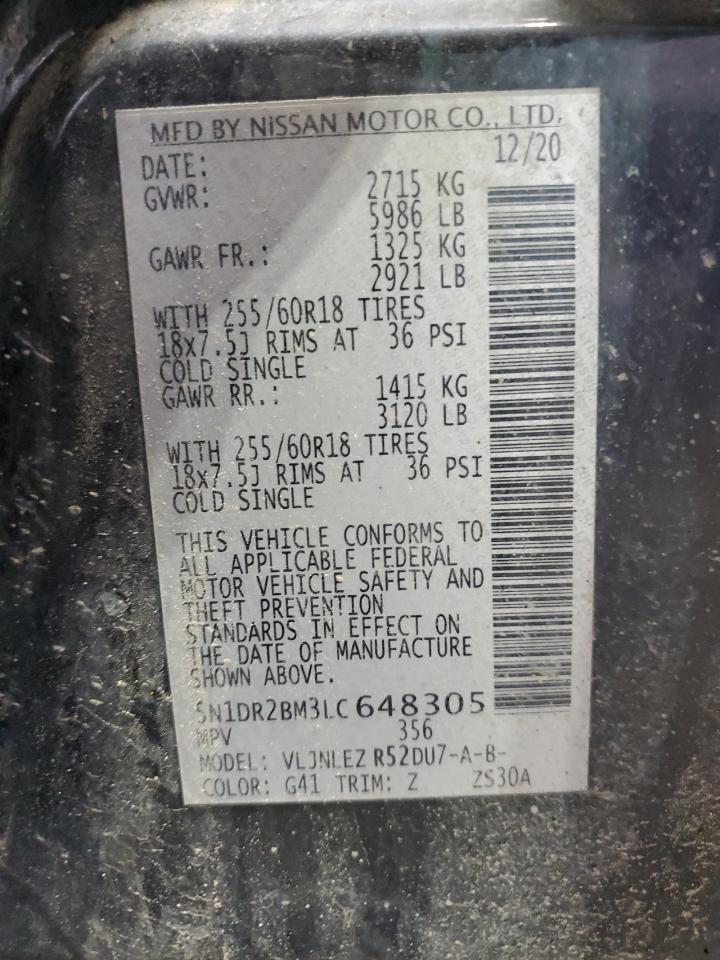 MFD BY NISSAN MOTOR CO., LTD.
DATE: 12/20
GVWR: 2715 KG
5986 LB
GAWR FR.: 1325 KG
2921 LB
WITH 255/60R18 TIRES
18x7.5J RIMS AT 36 PSI
COLD SINGLE
GAWR RR.: 1415 KG
3120 LB
WITH 255/60R18 TIRES
18x7.5J RIMS AT 36 PSI
COLD SINGLE
THIS VEHICLE CONFORMS TO
ALL APPLICABLE FEDERAL
MOTOR VEHICLE SAFETY AND
THEFT PREVENTION
STANDARDS IN EFFECT ON
THE DATE OF MANUFACTURE
SHOWN ABOVE.
5N1DR2BM3LC648305
MPV 356
MODEL: VLJNLEZ R52DU7-A-B-
COLOR: G41 TRIM: Z ZS30A